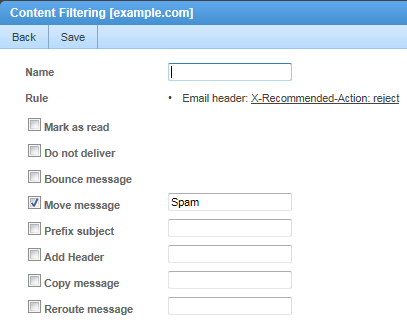 Content Filtering [example.com]
Back Save
Name
Rule • Email header: X-Recommended-Action: reject
Mark as read
Do not deliver
Bounce message
Move message Spam
Prefix subject
Add Header
Copy message
Reroute message